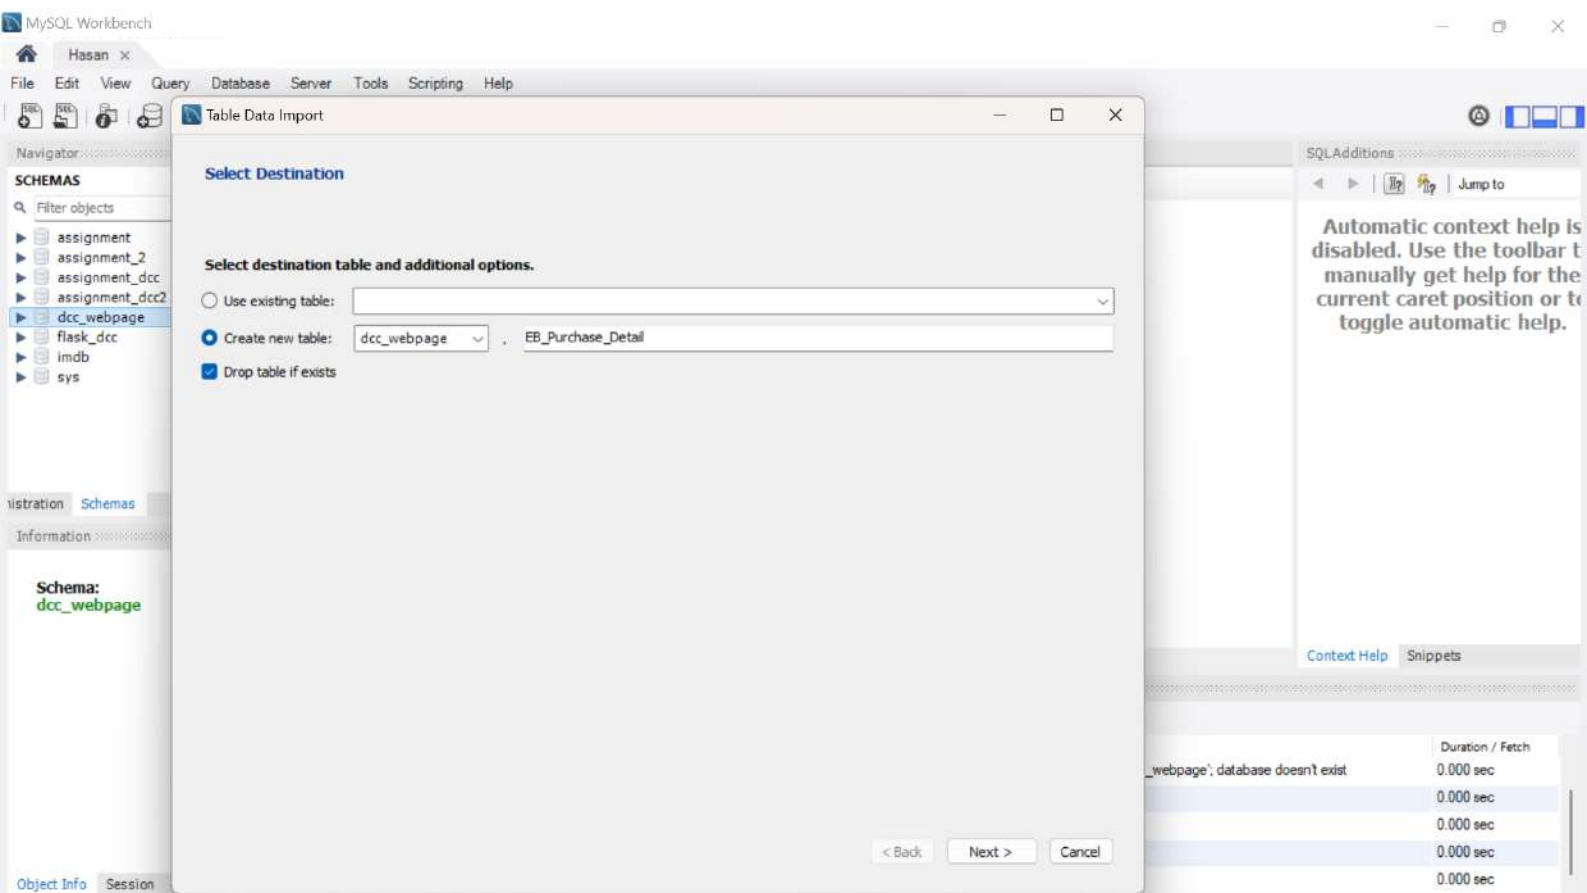 MySQL Workbench
Hasan
File Edit View Query Database Server Tools Scripting Help
Table Data Import
Navigator
SCHEMAS
Filter objects
assignment
assignment_2
assignment_dcc
assignment_dcc2
dcc_webpage
flask_dcc
imdb
sys
nistration Schemas
Information
Schema:
dcc_webpage
Object Info Session
Select Destination
Select destination table and additional options.
Use existing table:
Create new table: dcc_webpage . EB_Purchase_Detail
Drop table if exists
< Back Next > Cancel
SQLAdditions
Jump to
Automatic context help is
disabled. Use the toolbar t
manually get help for the
current caret position or to
toggle automatic help.
Context Help Snippets
Duration / Fetch
_webpage'; database doesn't exist 0.000 sec
0.000 sec
0.000 sec
0.000 sec
0.000 sec